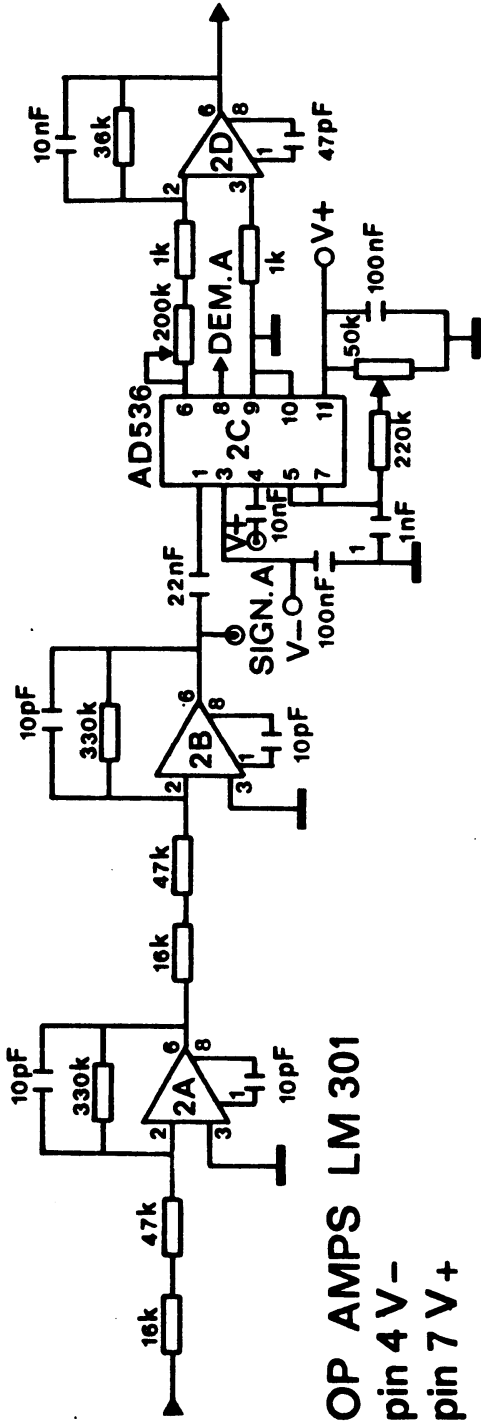 16k
47k
10pF
330k
2
3
2A
6
8
1
10pF
16k
47k
10pF
330k
2
3
2B
6
8
1
10pF
22nF
SIGN.A
V-
100nF
V+
10nF
1
1nF
AD536
2C
1
3
4
5
7
6
8
9
10
11
200k
1k
DEM.A
1k
220k
50k
100nF
V+
10nF
36k
2
3
2D
6
8
1
47pF
OP AMPS LM 301
pin 4 V-
pin 7 V+